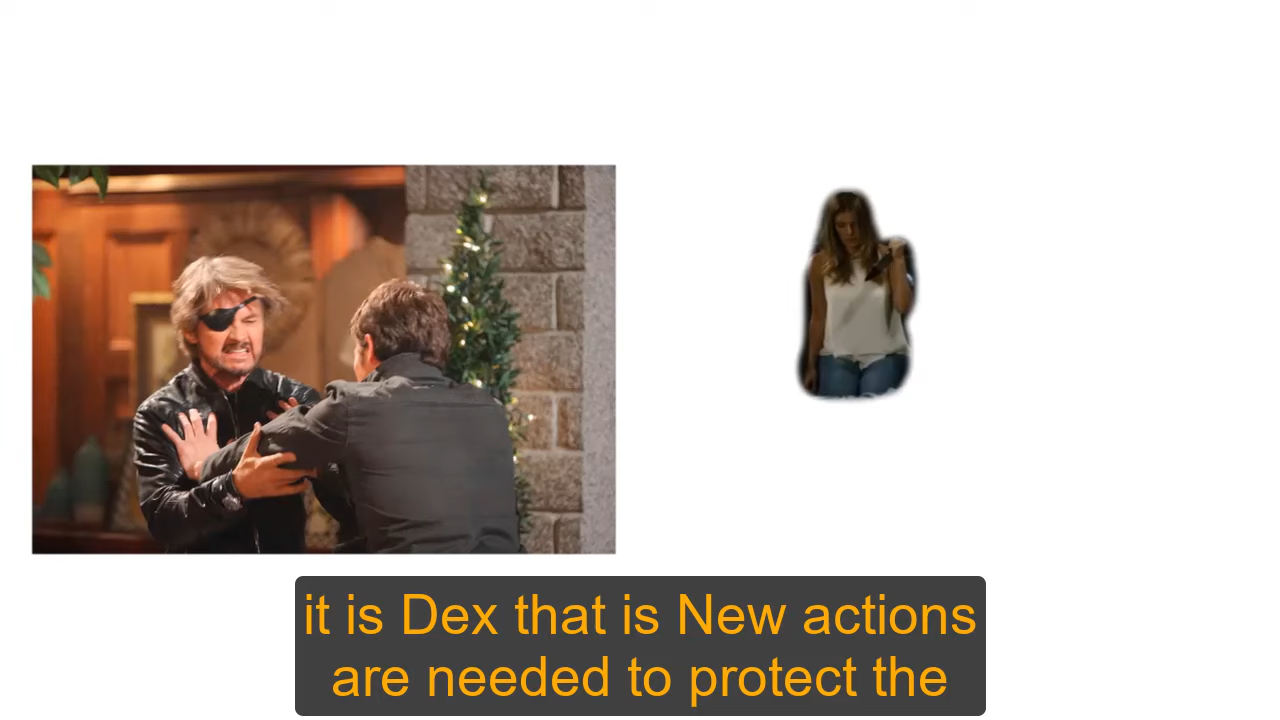 it is Dex that is New actions
are needed to protect the